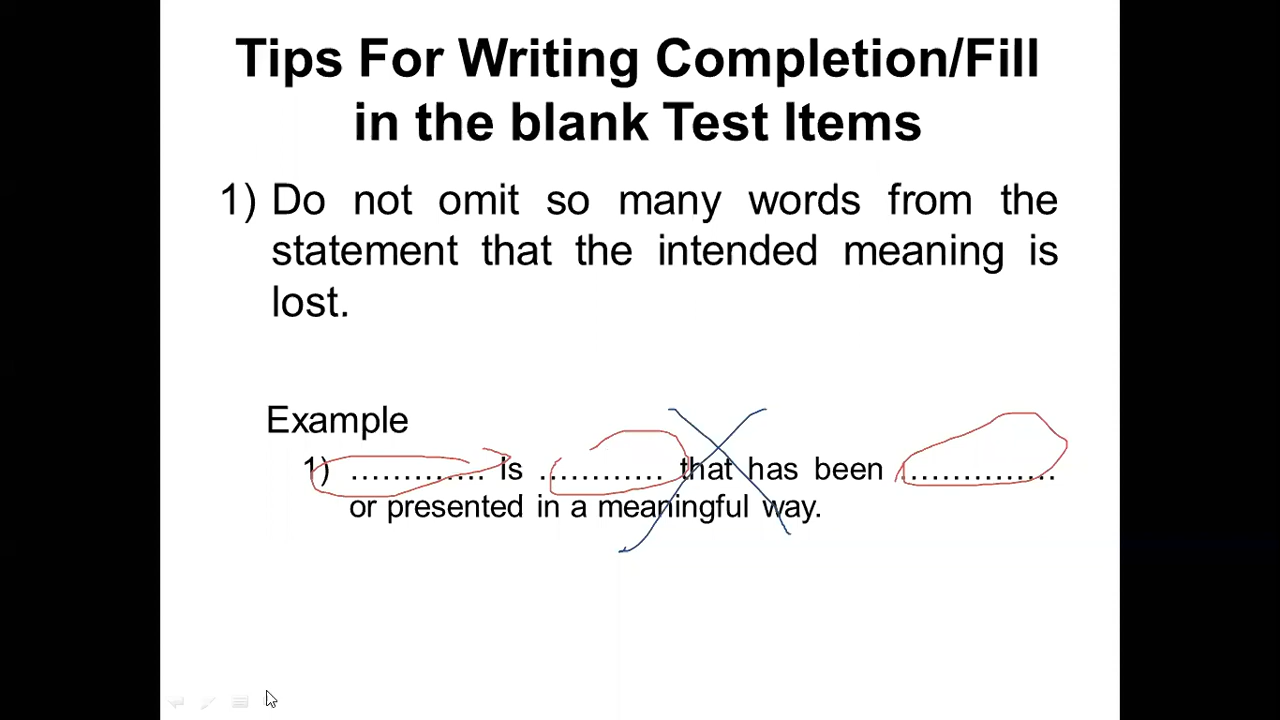 Tips For Writing Completion/Fill
in the blank Test Items
1) Do not omit so many words from the
statement that the intended meaning is
lost.
Example
1) ………….. is ………… that has been …………..
or presented in a meaningful way.